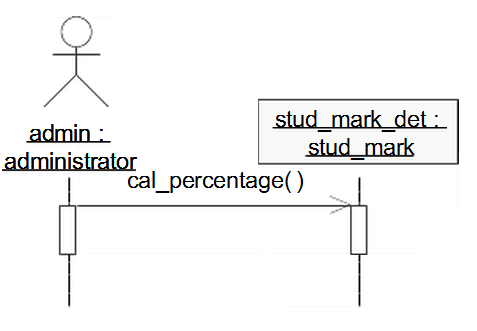 admin :
administrator
stud_mark_det :
stud_mark
cal_percentage( )